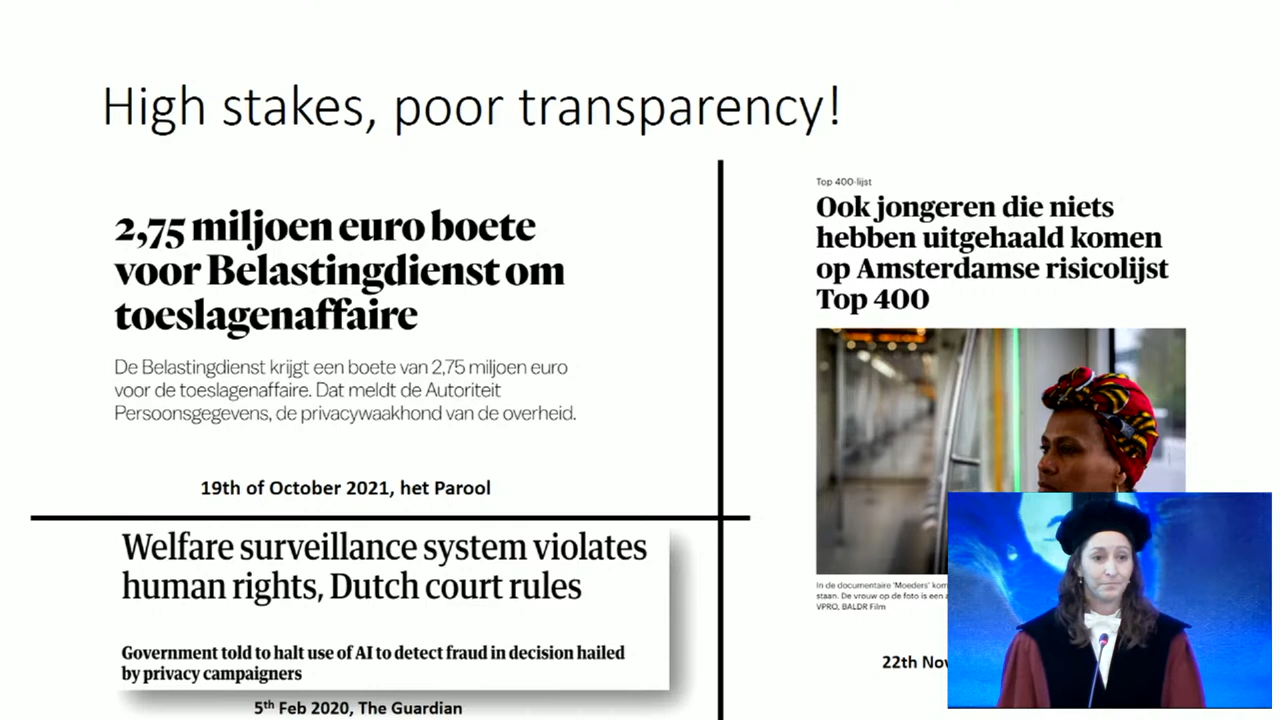 High stakes, poor transparency!
2,75 miljoen euro boete
voor Belastingdienst om
toeslagenaffaire
De Belastingdienst krijgt een boete van 2,75 miljoen euro
voor de toeslagenaffaire. Dat meldt de Autoriteit
Persoonsgegevens, de privacywaakhond van de overheid.
19th of October 2021, het Parool
Welfare surveillance system violates
human rights, Dutch court rules
Government told to halt use of AI to detect fraud in decision hailed
by privacy campaigners
5th Feb 2020, The Guardian
Top 400-lijst
Ook jongeren die niets
hebben uitgehaald komen
op Amsterdamse risicolijst
Top 400
In de documentaire 'Moeders' kom
staan. De vrouw op de foto is een a
VPRO, BALDR Film
22th Nov